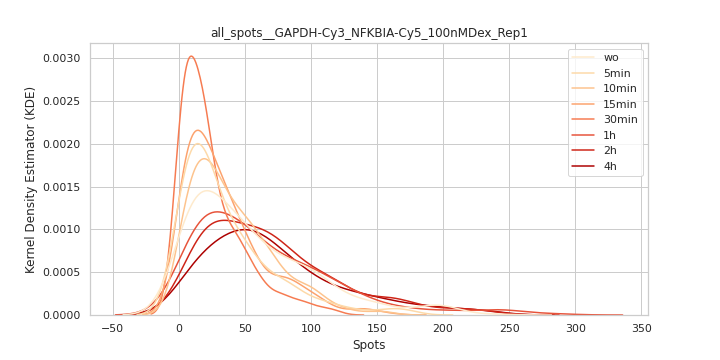 all_spots__GAPDH-Cy3_NFKBIA-Cy5_100nMDex_Rep1
Kernel Density Estimator (KDE)
0.0030
0.0025
0.0020
0.0015
0.0010
0.0005
0.0000
wo
5min
10min
15min
30min
1h
2h
4h
−50
0
50
100
150
200
250
300
350
Spots